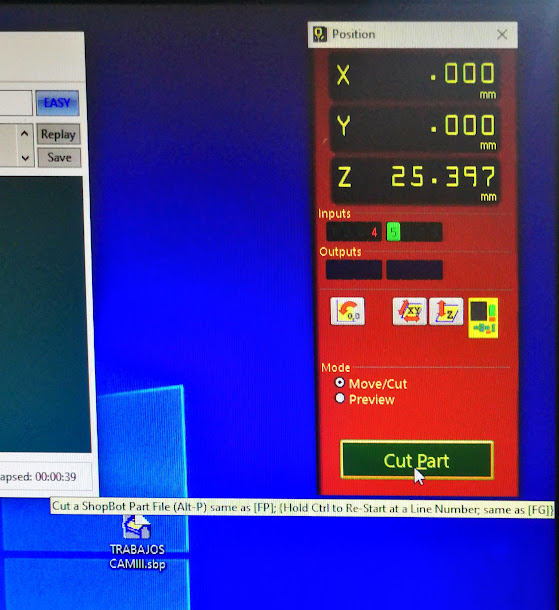 Position
X .000
mm
Y .000
mm
Z 25.397
mm
Inputs
4 5
Outputs
0,0
XY
Z
Mode
Move/Cut
Preview
Cut Part
EASY
Replay
Save
apsed: 00:00:39
Cut a ShopBot Part File (Alt-P) same as [FP]; {Hold Ctrl to Re-Start at a Line Number; same as [FG]}
TRABAJOS
CAMIII.sbp